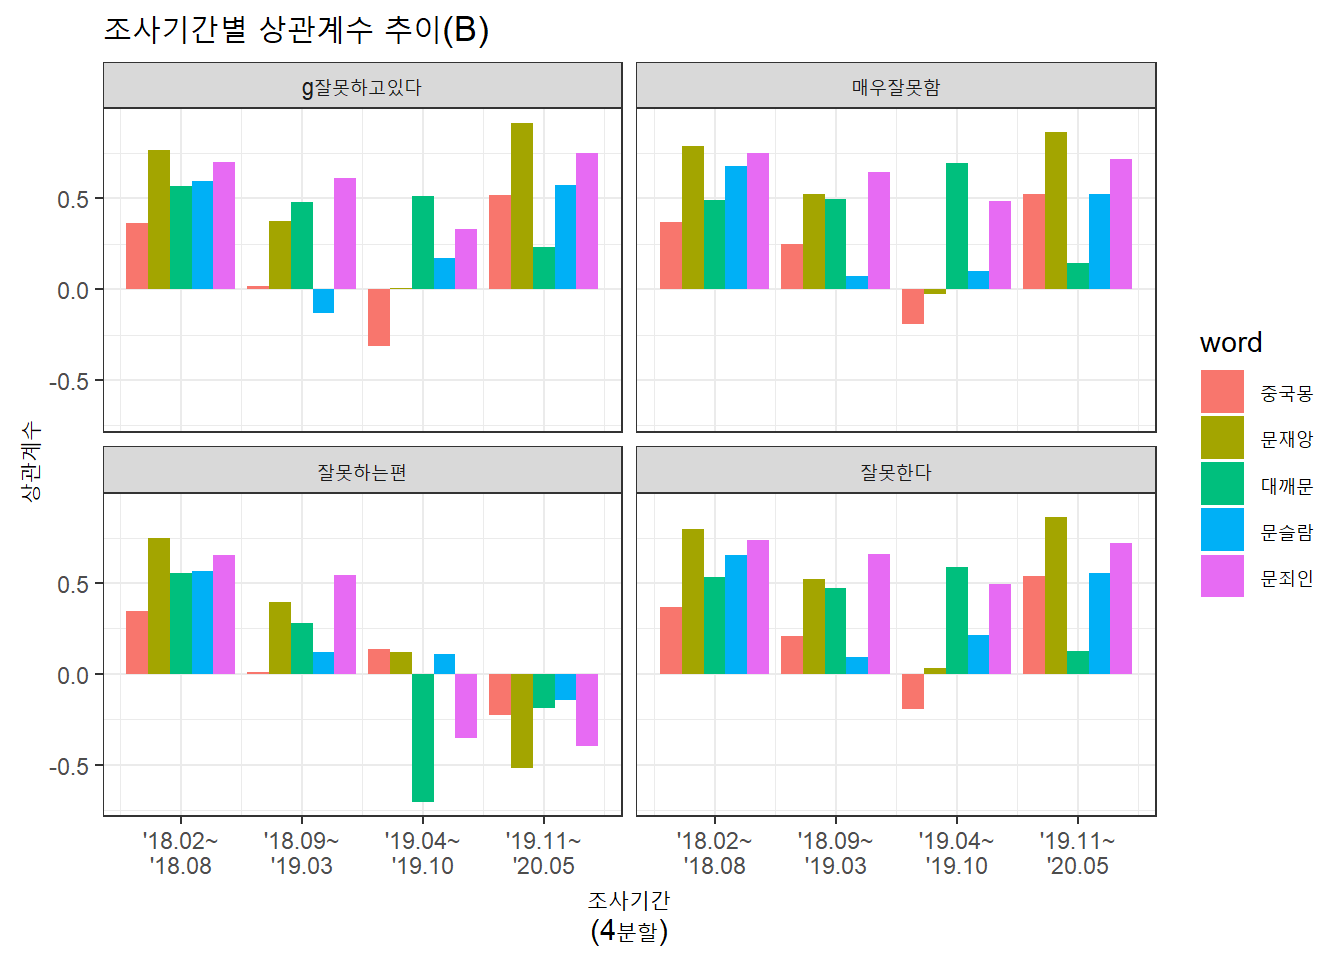 조사기간별 상관계수 추이(B)
g잘못하고있다
매우잘못함
0.5
0.0
-0.5
잘못하는편
잘못한다
0.5
0.0
-0.5
상관계수
'18.02~
'18.08
'18.09~
'19.03
'19.04~
'19.10
'19.11~
'20.05
'18.02~
'18.08
'18.09~
'19.03
'19.04~
'19.10
'19.11~
'20.05
조사기간
(4분할)
word
중국몽
문재앙
대깨문
문슬람
문죄인